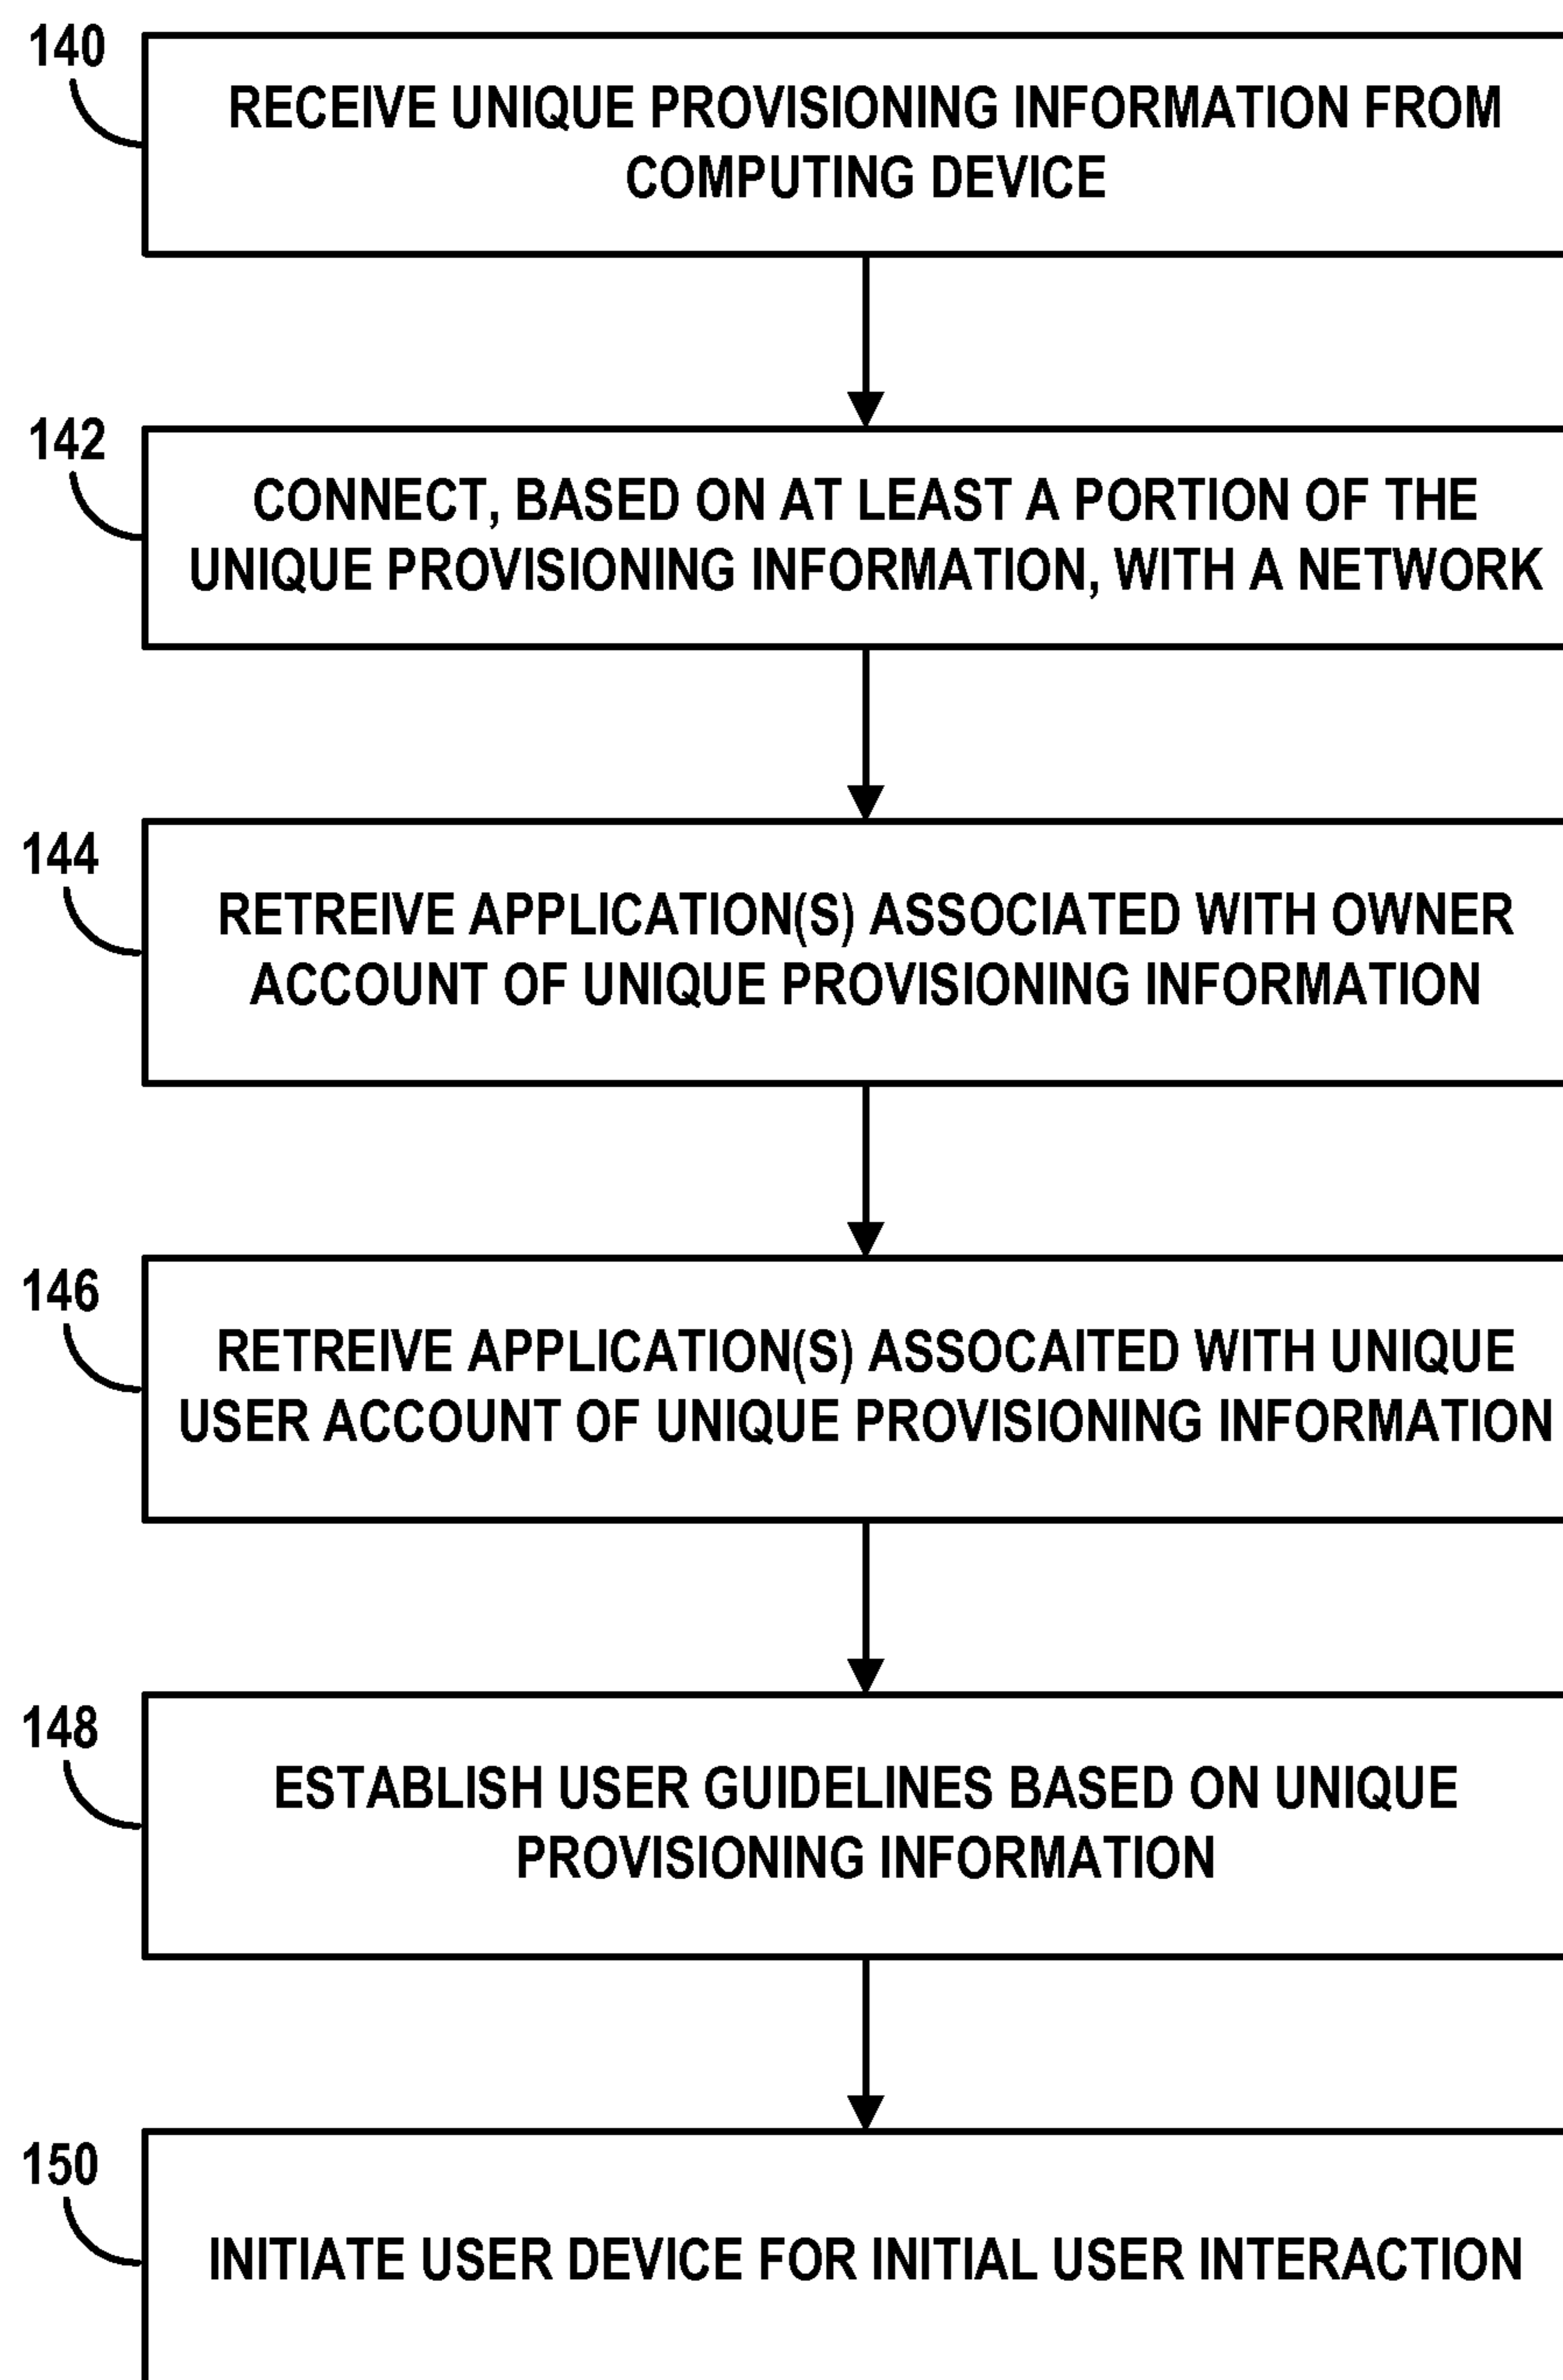 140
RECEIVE UNIQUE PROVISIONING INFORMATION FROM
COMPUTING DEVICE
142
CONNECT, BASED ON AT LEAST A PORTION OF THE
UNIQUE PROVISIONING INFORMATION, WITH A NETWORK
144
RETREIVE APPLICATION(S) ASSOCIATED WITH OWNER
ACCOUNT OF UNIQUE PROVISIONING INFORMATION
146
RETREIVE APPLICATION(S) ASSOCAITED WITH UNIQUE
USER ACCOUNT OF UNIQUE PROVISIONING INFORMATION
148
ESTABLISH USER GUIDELINES BASED ON UNIQUE
PROVISIONING INFORMATION
150
INITIATE USER DEVICE FOR INITIAL USER INTERACTION